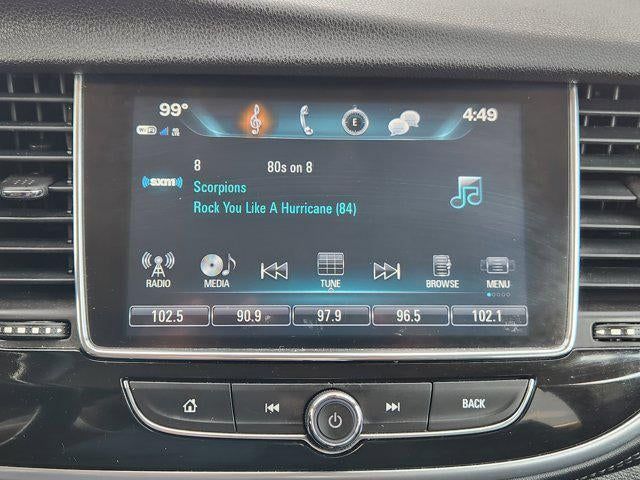 99°
4:49
E
LTE
8 80s on 8
((sxm))
Scorpions
Rock You Like A Hurricane (84)
RADIO MEDIA TUNE BROWSE MENU
102.5 90.9 97.9 96.5 102.1
BACK